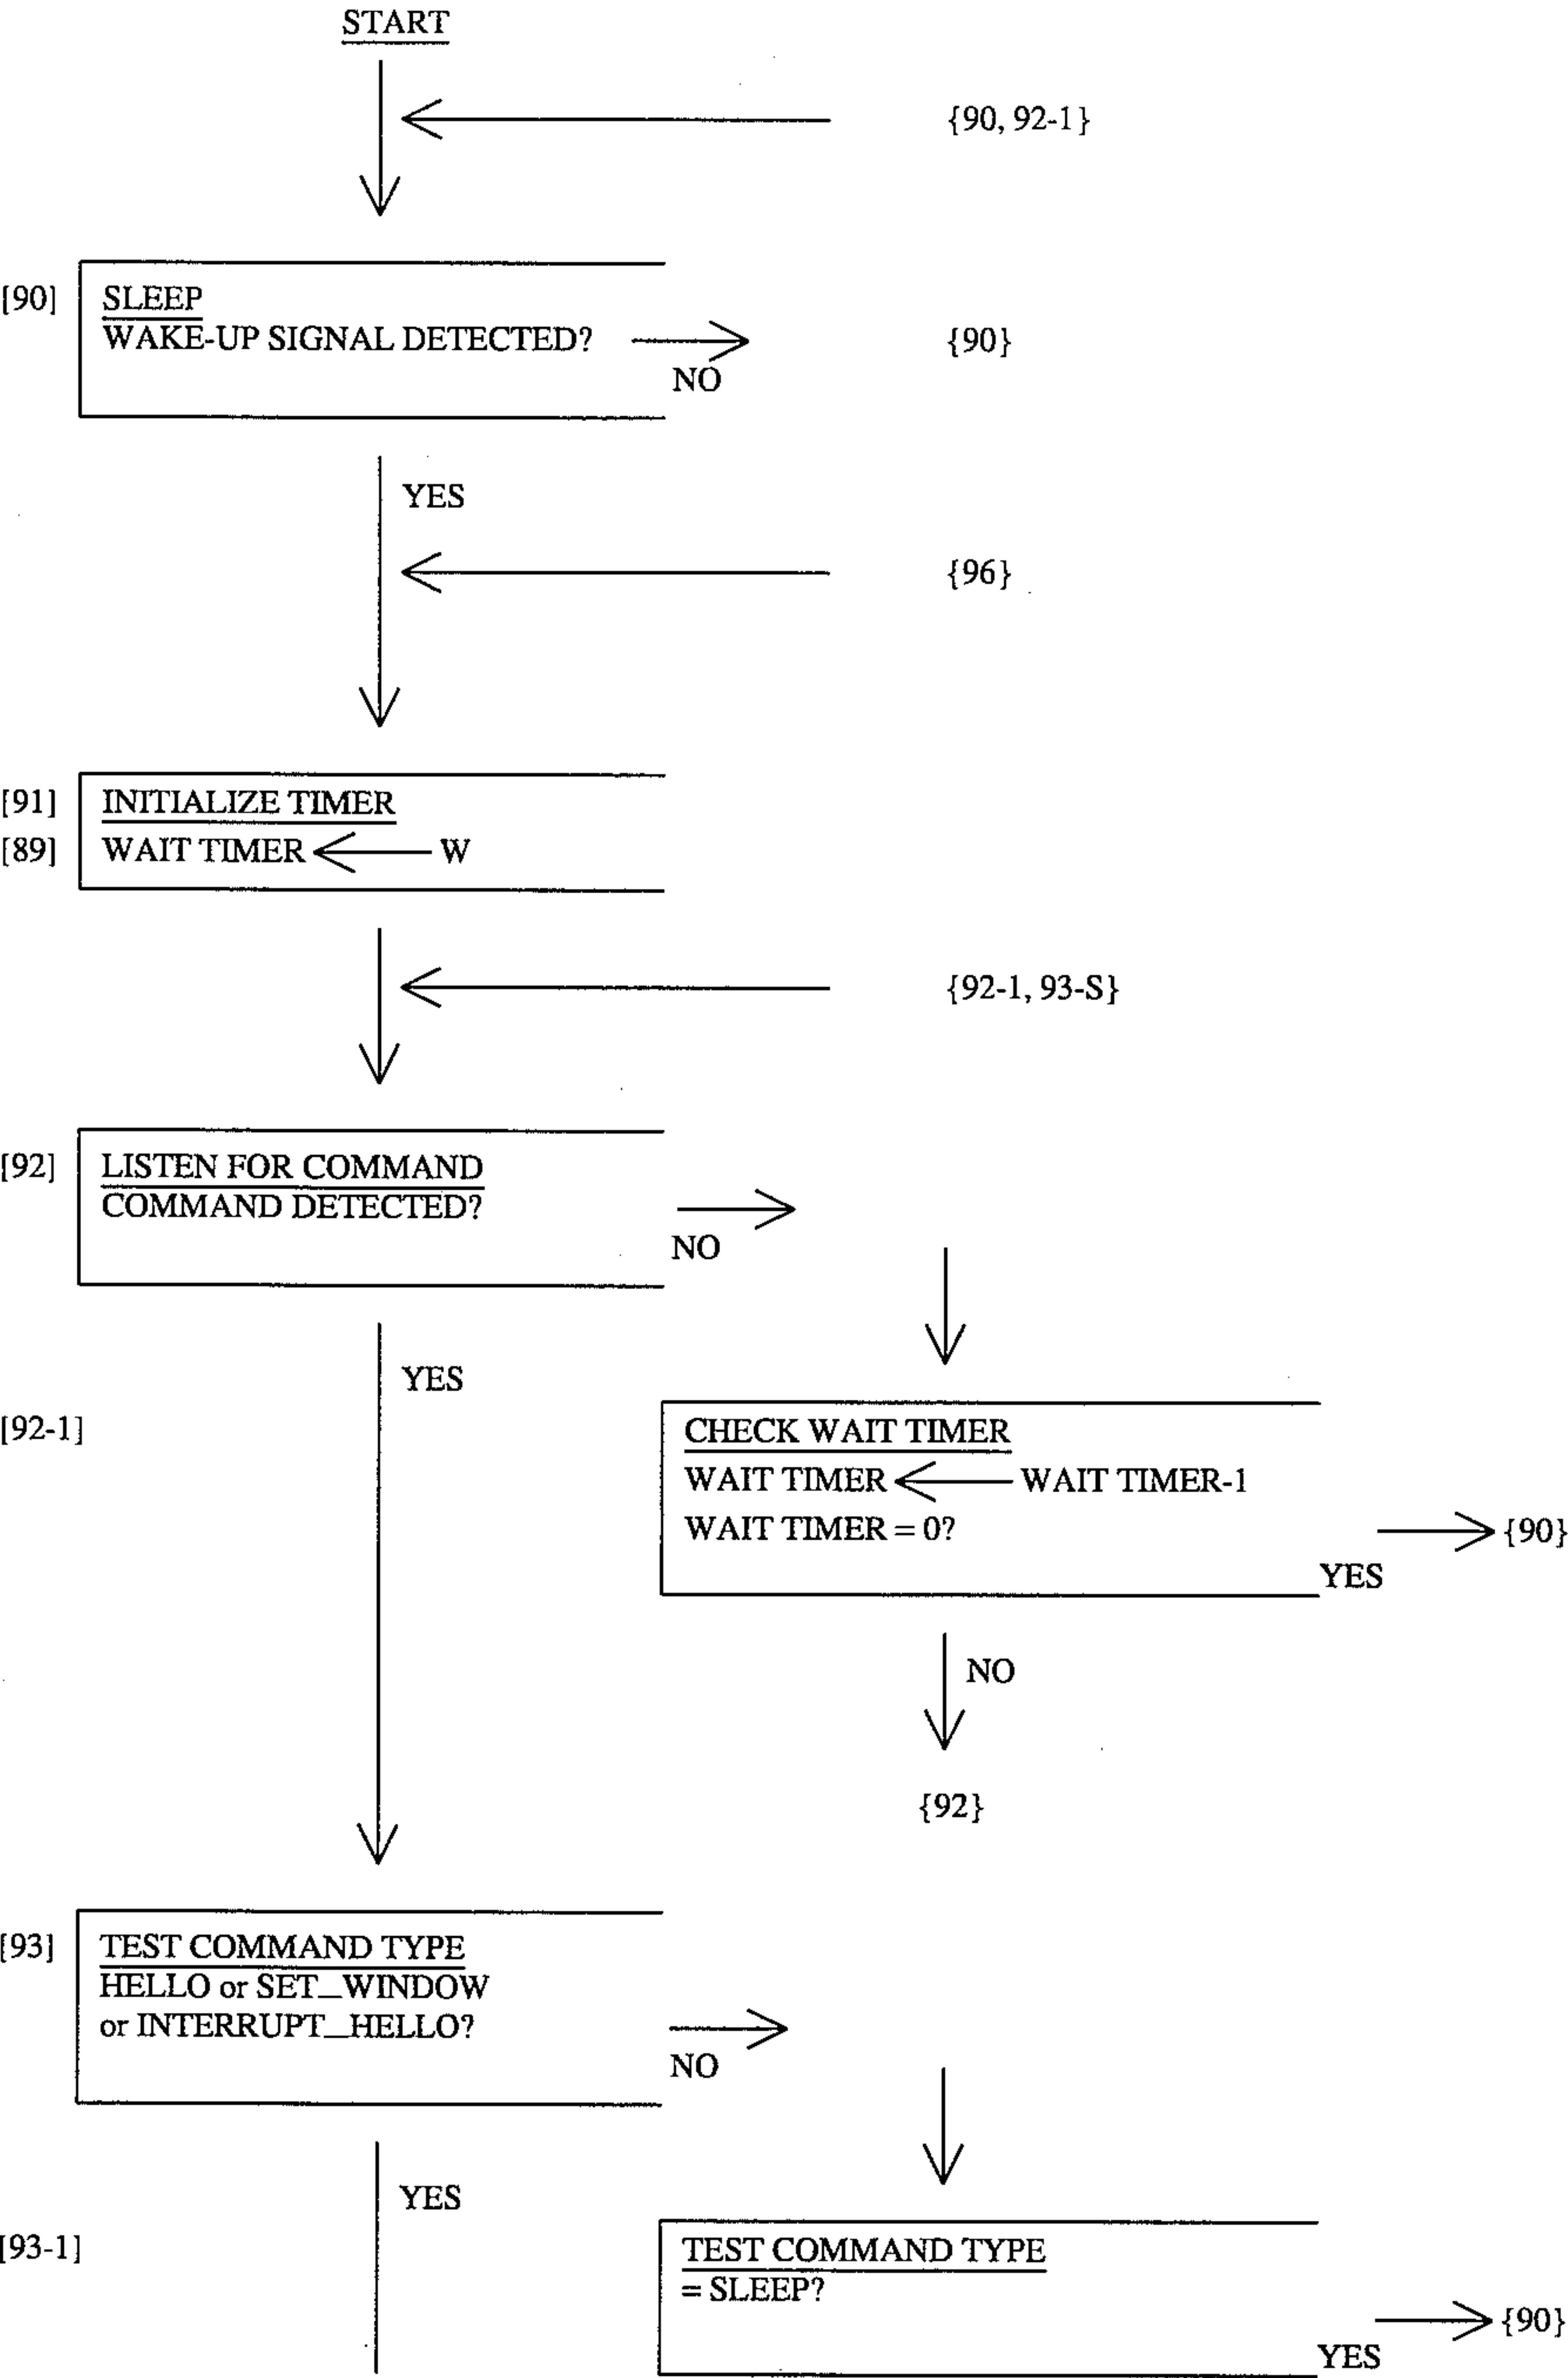 START
{90, 92-1}
[90]
SLEEP
WAKE-UP SIGNAL DETECTED?
NO
{90}
YES
{96}
[91]
INITIALIZE TIMER
[89]
WAIT TIMER
W
{92-1, 93-S}
[92]
LISTEN FOR COMMAND
COMMAND DETECTED?
NO
YES
[92-1]
CHECK WAIT TIMER
WAIT TIMER
WAIT TIMER-1
WAIT TIMER = 0?
YES
{90}
NO
{92}
[93]
TEST COMMAND TYPE
HELLO or SET_WINDOW
or INTERRUPT_HELLO?
NO
YES
[93-1]
TEST COMMAND TYPE
= SLEEP?
YES
{90}